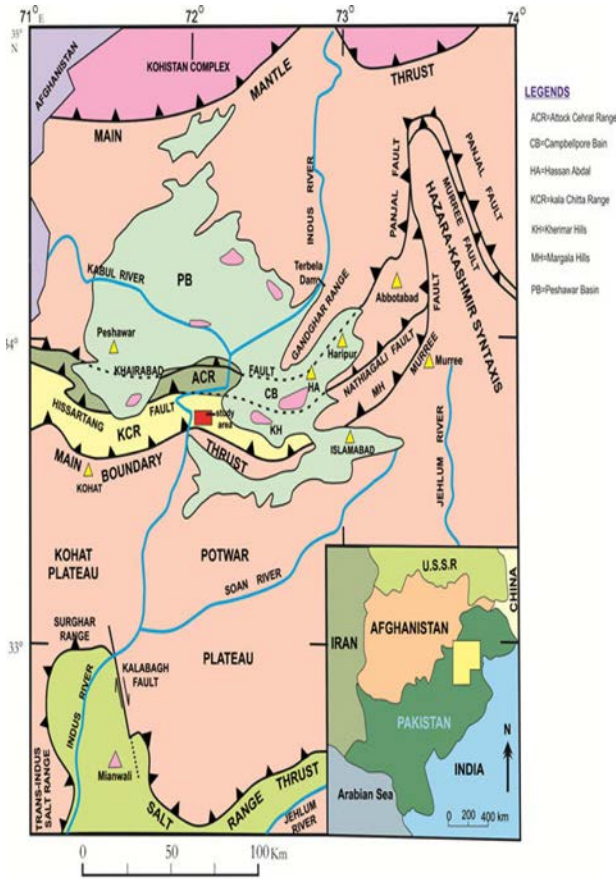 71°
72°
73°
74°
N
AFGHANISTAN
KOHISTAN COMPLEX
MAIN
MANTLE
THRUST
INDUS RIVER
PANJAL FAULT
PANJAL FAULT
MURREE FAULT
HAZARA-KASHMIR SYNTAXIS
KABUL RIVER
PB
Terbela
Dam
GANDGHAR RANGE
Abbotabad
Peshawar
Haripur
KHAIRABAD
FAULT
ACR
HA
CB
NATHIAGALI FAULT
MH
MURREE
FAULT
Murree
HISSARTANG
FAULT
KCR
study
area
KH
ISLAMABAD
MAIN
BOUNDARY
THRUST
KOHAT
JEHLUM RIVER
KOHAT
PLATEAU
POTWAR
SOAN RIVER
PLATEAU
33°
SURGHAR
RANGE
KALABAGH
FAULT
INDUS RIVER
Mianwali
TRANS-INDUS
SALT RANGE
SALT
RANGE
THRUST
JEHLUM
RIVER
U.S.S.R
CHINA
IRAN
AFGHANISTAN
PAKISTAN
INDIA
Arabian Sea
N
0 200 400 km
0 50 100 Km
LEGENDS
ACR=Attock Cehrat Range
CB=Campbellpore Bain
HA=Hassan Abdal
KCR=kala Chitta Range
KH=Kherimar Hills
MH=Margala Hills
PB=Peshawar Basin